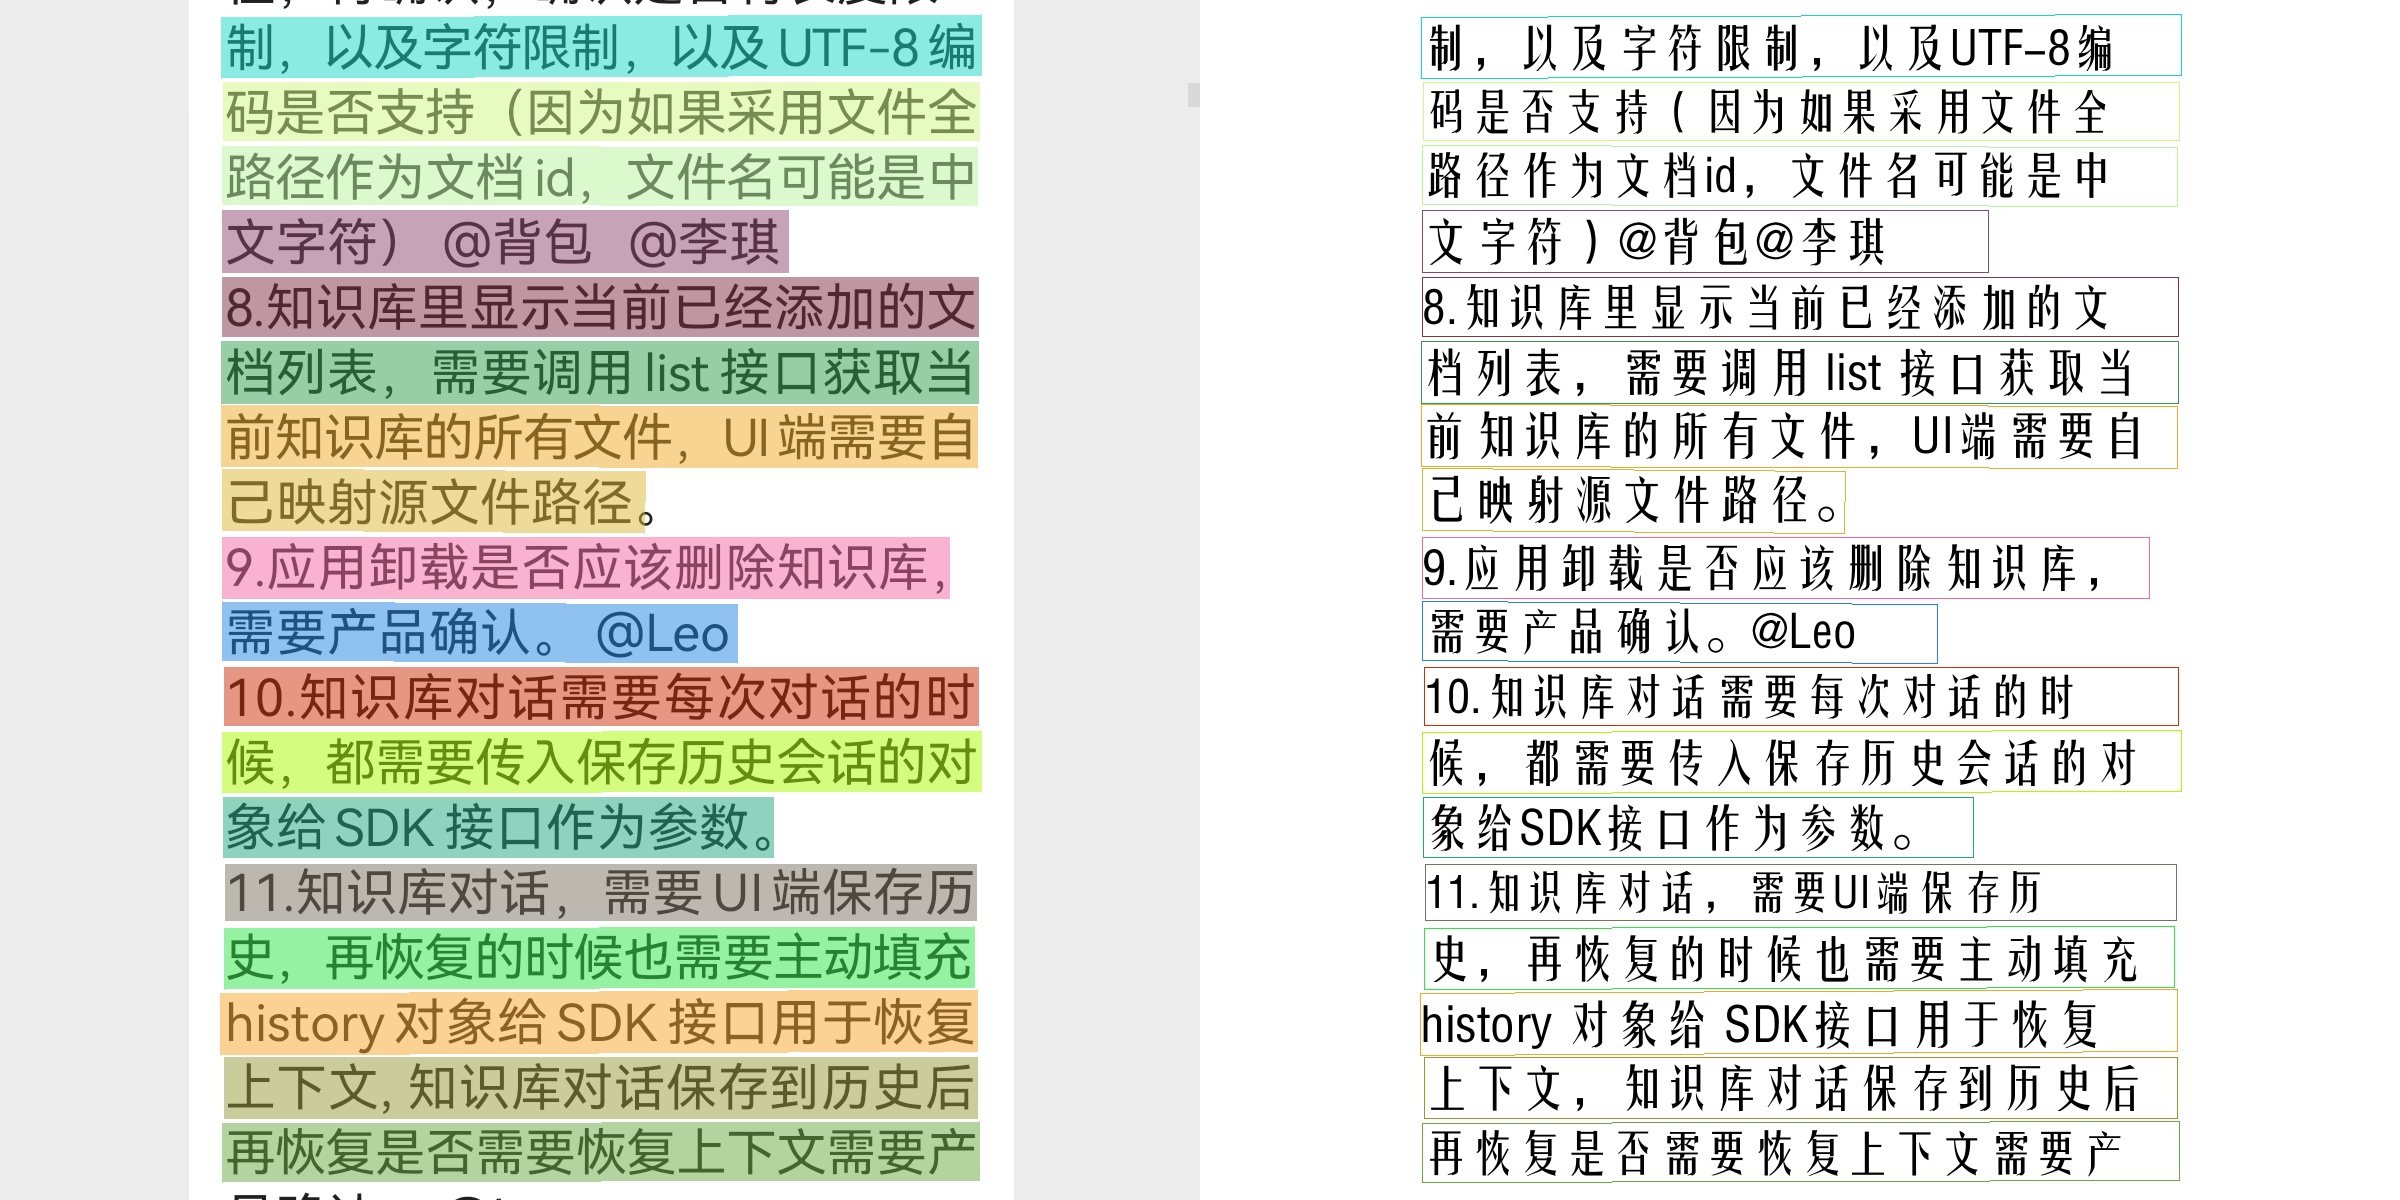 制，以及字符限制，以及 UTF-8 编
码是否支持（因为如果采用文件全
路径作为文档 id，文件名可能是中
文字符） @背包 @李琪
8.知识库里显示当前已经添加的文
档列表，需要调用 list 接口获取当
前知识库的所有文件，UI 端需要自
己映射源文件路径。
9.应用卸载是否应该删除知识库，
需要产品确认。 @Leo
10.知识库对话需要每次对话的时
候，都需要传入保存历史会话的对
象给 SDK 接口作为参数。
11.知识库对话，需要 UI 端保存历
史，再恢复的时候也需要主动填充
history 对象给 SDK 接口用于恢复
上下文, 知识库对话保存到历史后
再恢复是否需要恢复上下文需要产
制，以及字符限制，以及UTF-8编
码是否支持(因为如果采用文件全
路径作为文档id，文件名可能是中
文字符)@背包@李琪
8.知识库里显示当前已经添加的文
档列表，需要调用 list 接口获取当
前知识库的所有文件，UI端需要自
己映射源文件路径。
9.应用卸载是否应该删除知识库，
需要产品确认。@Leo
10.知识库对话需要每次对话的时
候，都需要传入保存历史会话的对
象给SDK接口作为参数。
11.知识库对话，需要UI端保存历
史，再恢复的时候也需要主动填充
history 对象给 SDK接口用于恢复
上下文，知识库对话保存到历史后
再恢复是否需要恢复上下文需要产